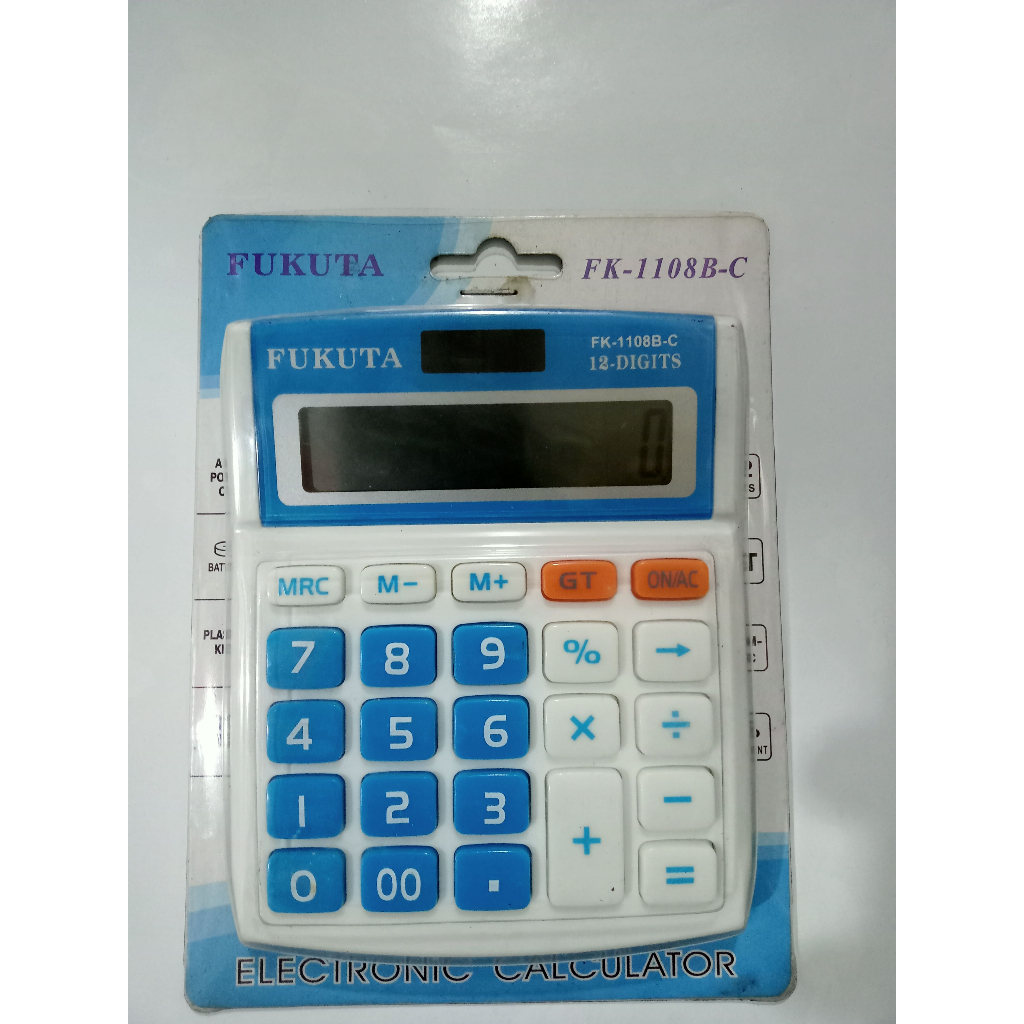 FUKUTA FK-1108B-C
FUKUTA FK-1108B-C
12-DIGITS
0
MRC M− M+ GT ON/AC
7 8 9 % →
4 5 6 × ÷
1 2 3 −
+
0 00 . =
ELECTRONIC CALCULATOR